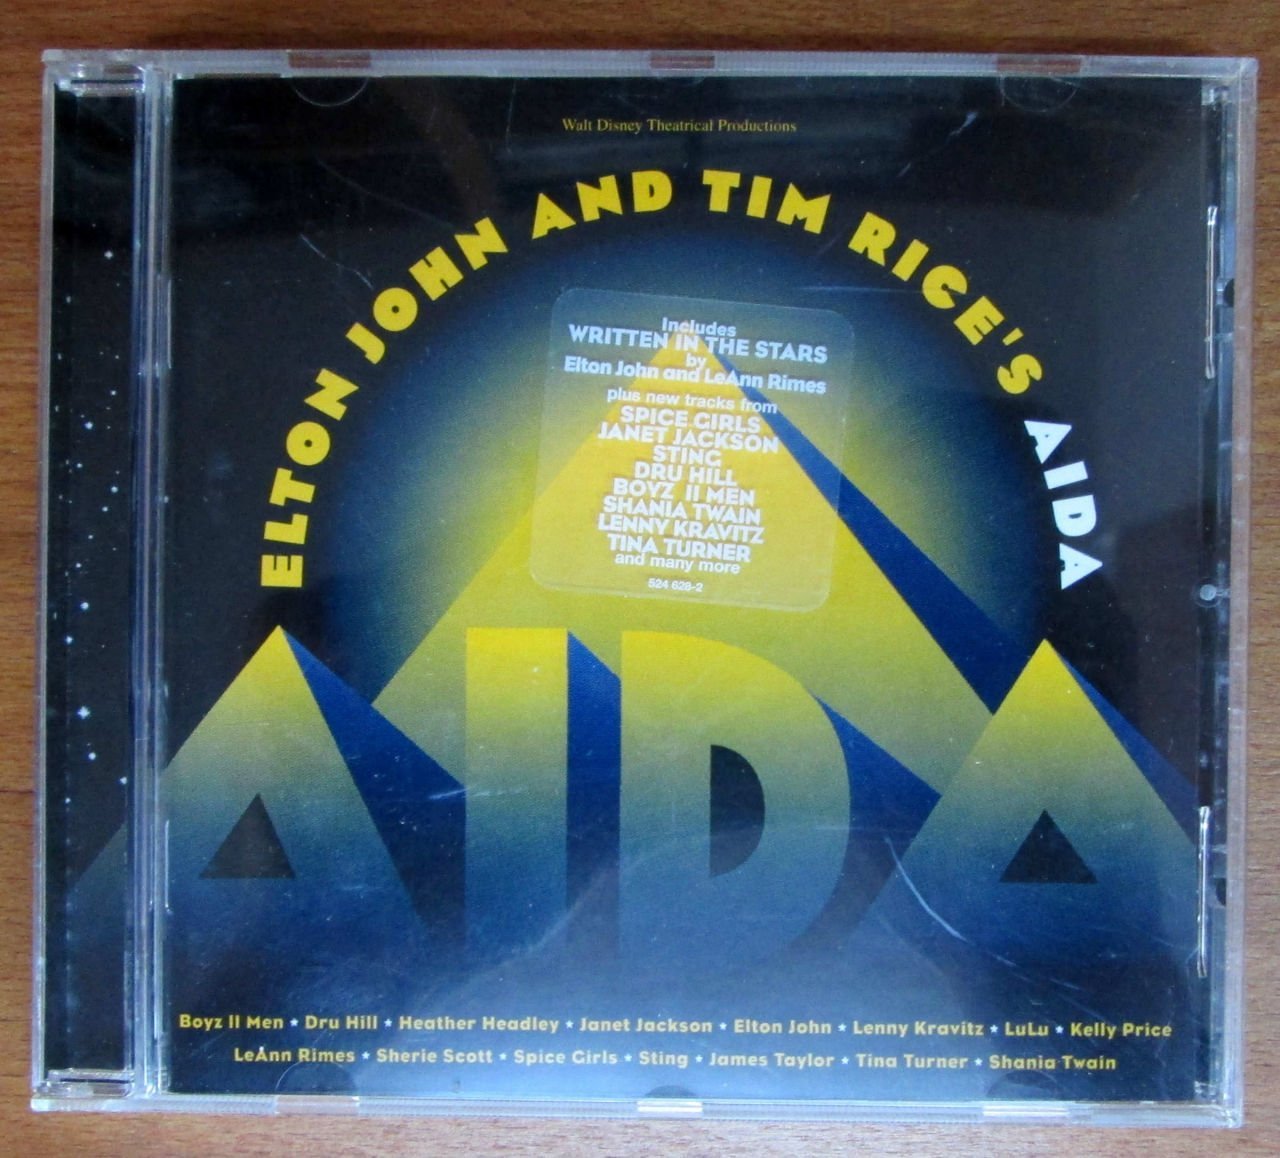 Walt Disney Theatrical Productions
ELTON JOHN AND TIM RICE'S AIDA
Includes
WRITTEN IN THE STARS
by
Elton John and LeAnn Rimes
plus new tracks from
SPICE GIRLS
JANET JACKSON
STING
DRU HILL
BOYZ II MEN
SHANIA TWAIN
LENNY KRAVITZ
TINA TURNER
and many more
524 628-2
AIDA
Boyz II Men ★ Dru Hill ★ Heather Headley ★ Janet Jackson ★ Elton John ★ Lenny Kravitz ★ LuLu ★ Kelly Price
LeAnn Rimes ★ Sherie Scott ★ Spice Girls ★ Sting ★ James Taylor ★ Tina Turner ★ Shania Twain